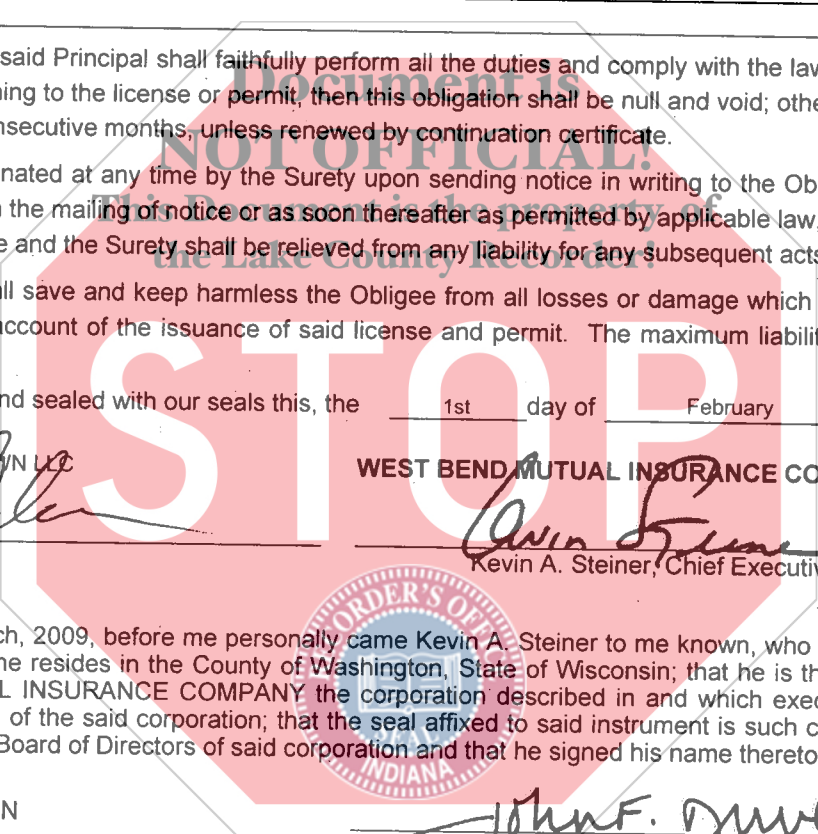 said Principal shall faithfully perform all the duties and comply with the law
ning to the license or permit, then this obligation shall be null and void; othe
nsecutive months, unless renewed by continuation certificate.
nated at any time by the Surety upon sending notice in writing to the Ob
the mailing of notice or as soon thereafter as permitted by applicable law,
e and the Surety shall be relieved from any liability for any subsequent acts
ll save and keep harmless the Obligee from all losses or damage which
account of the issuance of said license and permit. The maximum liabilit
nd sealed with our seals this, the 1st day of February
WN LLC
WEST BEND MUTUAL INSURANCE CO
Kevin Steiner
Kevin A. Steiner, Chief Executiv
ch, 2009, before me personally came Kevin A. Steiner to me known, who
ne resides in the County of Washington, State of Wisconsin; that he is th
L INSURANCE COMPANY the corporation described in and which exec
of the said corporation; that the seal affixed to said instrument is such c
Board of Directors of said corporation and that he signed his name thereto
N
John F.
Document is
NOT OFFICIAL!
This Document is the property of
the Lake County Recorder!
STOP
RECORDER'S OFF
SEAL
INDIANA